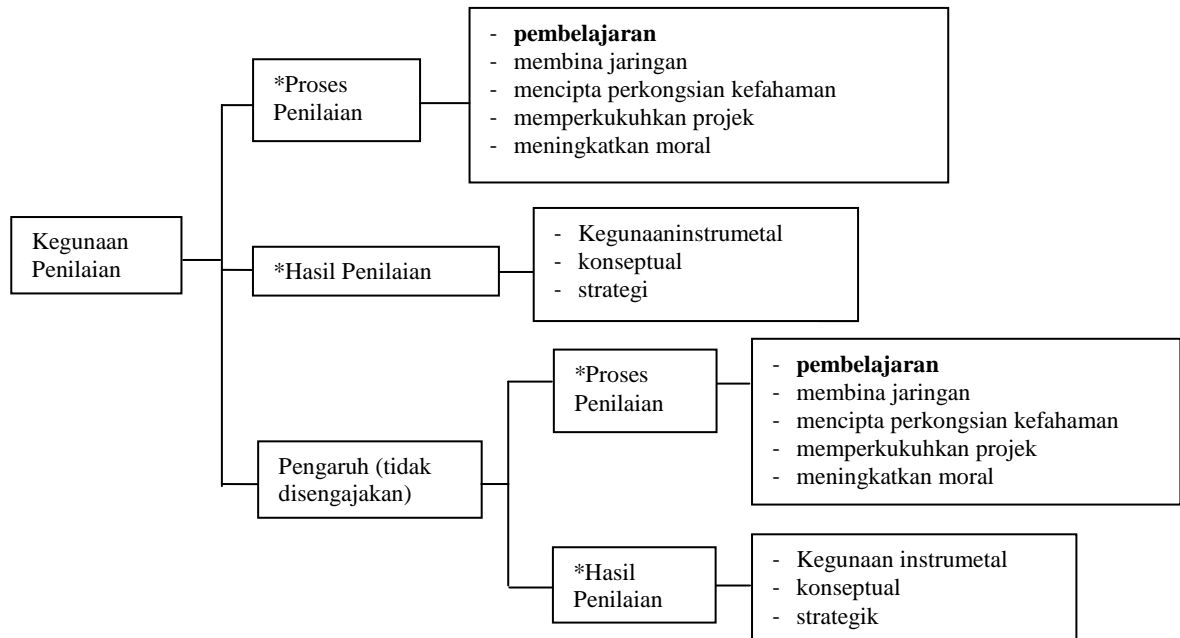 - pembelajaran
- membina jaringan
- mencipta perkongsian kefahaman
- memperkukuhkan projek
- meningkatkan moral
*Proses
Penilaian
Kegunaan
Penilaian
*Hasil Penilaian
- Kegunaaninstrumetal
- konseptual
- strategi
Pengaruh (tidak
disengajakan)
*Proses
Penilaian
- pembelajaran
- membina jaringan
- mencipta perkongsian kefahaman
- memperkukuhkan projek
- meningkatkan moral
*Hasil
Penilaian
- Kegunaan instrumetal
- konseptual
- strategik